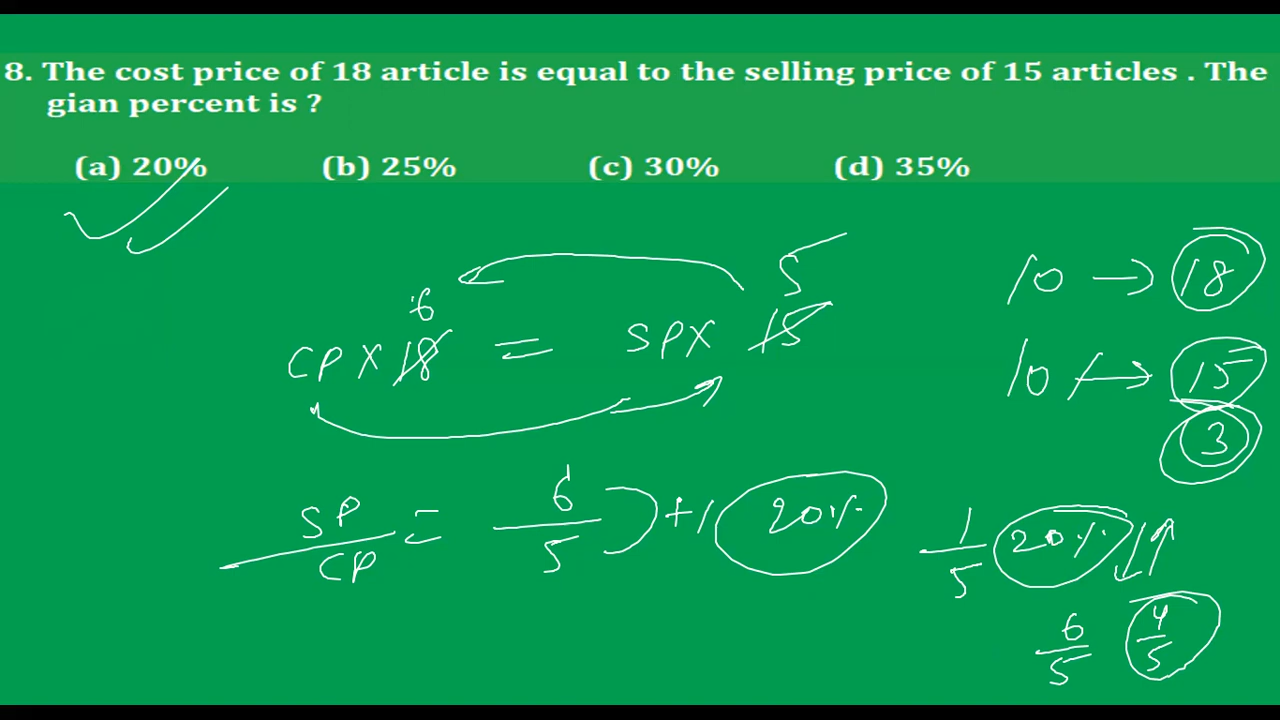 8. The cost price of 18 article is equal to the selling price of 15 articles . The
gian percent is ?
(a) 20% (b) 25% (c) 30% (d) 35%
6 5
CP X 18 = SP X 15
10 → 18
10 → 15
3
SP/CP = 6/5 +1 20%
1/5 20% ↓↑
6/5 4/5